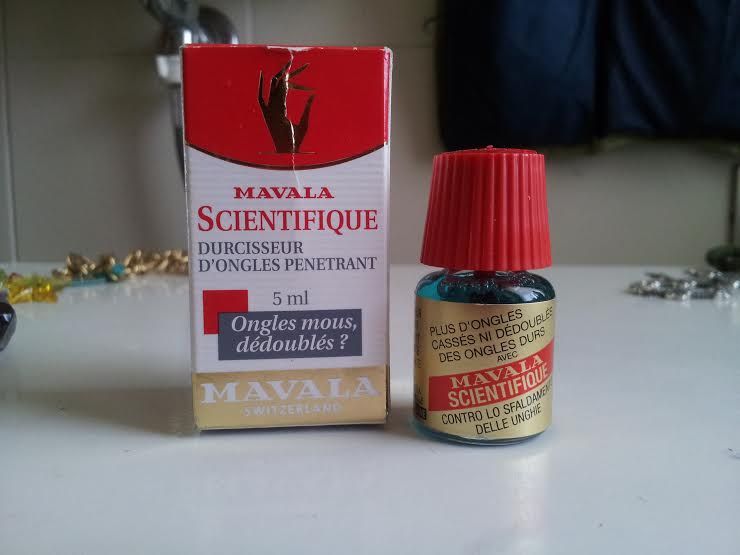 MAVALA
SCIENTIFIQUE
DURCISSEUR
D'ONGLES PENETRANT
5 ml
Ongles mous,
dédoublés ?
MAVALA
SWITZERLAND
PLUS D'ONGLES
CASSÉS NI DÉDOUBLÉS
DES ONGLES DURS
AVEC
MAVALA
SCIENTIFIQUE
CONTRO LO SFALDAMEN
DELLE UNGHIE